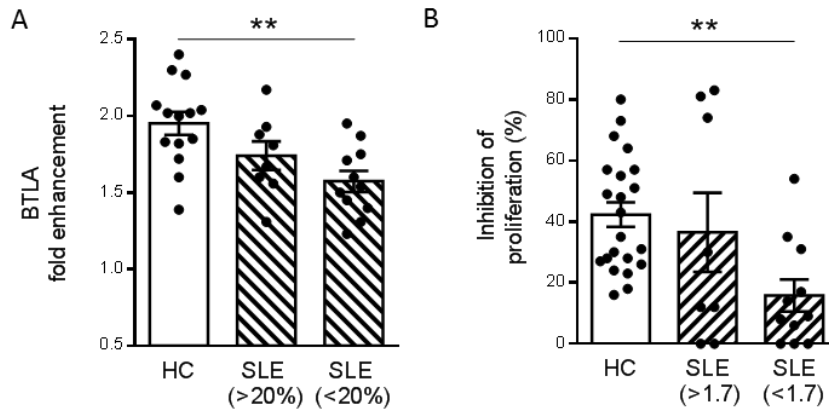 A
**
BTLA
fold enhancement
2.5
2.0
1.5
1.0
0.5
HC
SLE
(>20%)
SLE
(<20%)
B
**
Inhibition of
proliferation (%)
100
80
60
40
20
0
HC
SLE
(>1.7)
SLE
(<1.7)